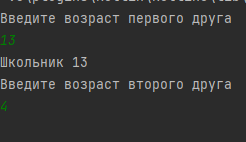 Введите возраст первого друга
13
Школьник 13
Введите возраст второго друга
4